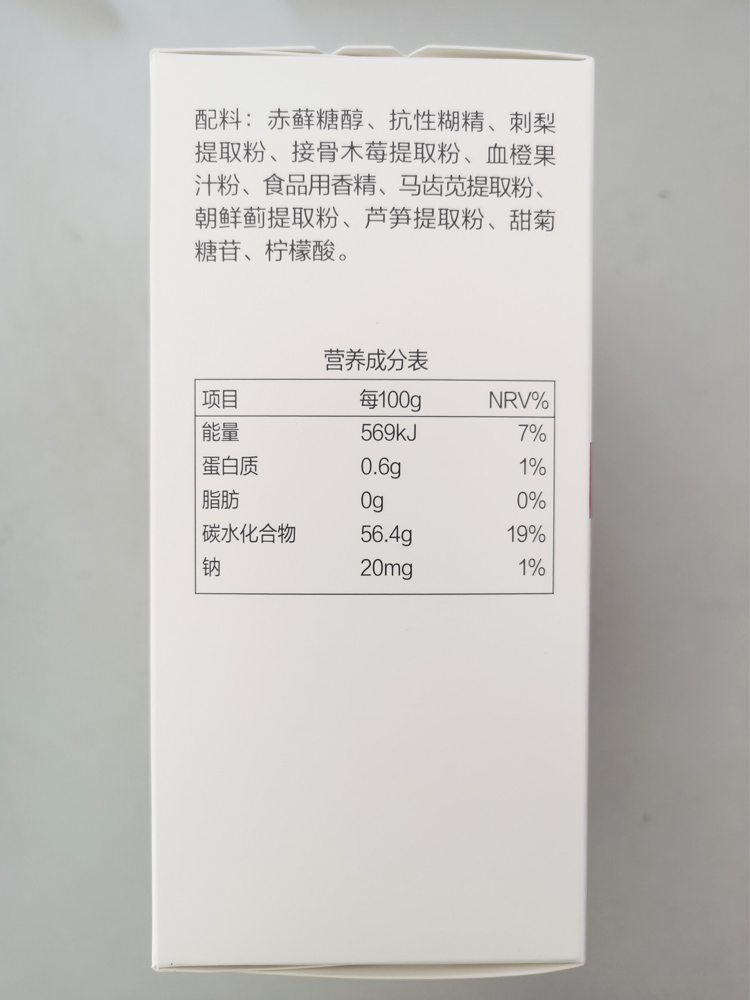 配料：赤藓糖醇、抗性糊精、刺梨
提取粉、接骨木莓提取粉、血橙果
汁粉、食品用香精、马齿苋提取粉、
朝鲜蓟提取粉、芦笋提取粉、甜菊
糖苷、柠檬酸。
营养成分表
项目 每100g NRV%
能量 569kJ 7%
蛋白质 0.6g 1%
脂肪 0g 0%
碳水化合物 56.4g 19%
钠 20mg 1%